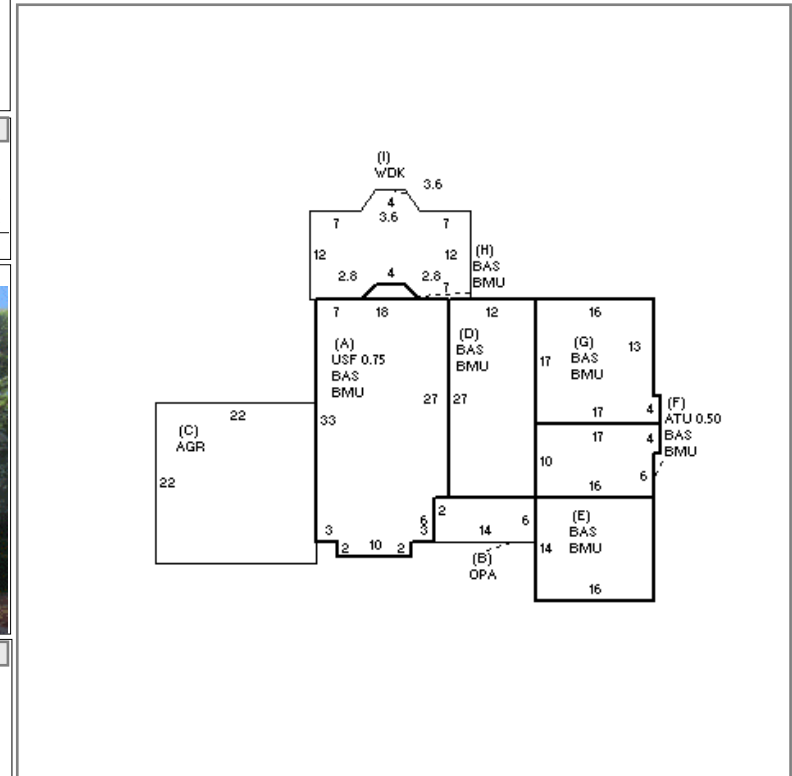 (I)
WDK
3.6
4
3.6
7
7
12
12
(H)
BAS
BMU
2.8
4
2.8
7
7
18
12
16
(A)
USF 0.75
BAS
BMU
(D)
BAS
BMU
(G)
BAS
BMU
13
17
27
27
33
17
4
(F)
ATU 0.50
BAS
BMU
22
(C)
AGR
17
4
10
6
16
22
2
6
3
14
6
(E)
BAS
BMU
3
2
10
2
14
(B)
OPA
16